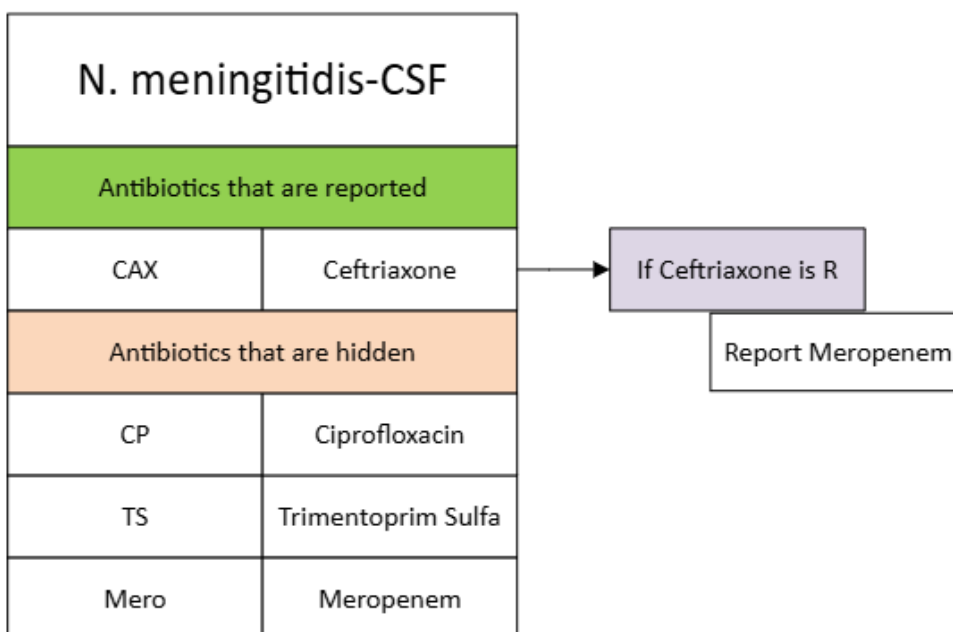 N. meningitidis-CSF
Antibiotics that are reported
CAX Ceftriaxone
If Ceftriaxone is R
Antibiotics that are hidden
Report Meropenem
CP Ciprofloxacin
TS Trimentoprim Sulfa
Mero Meropenem